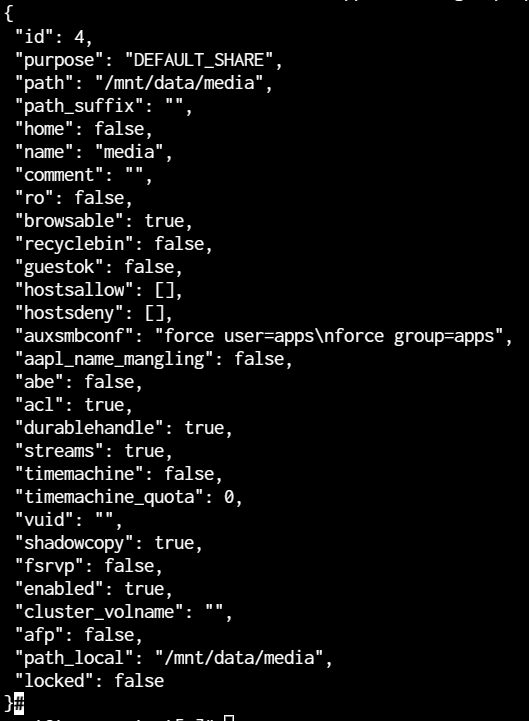 {
"id": 4,
"purpose": "DEFAULT_SHARE",
"path": "/mnt/data/media",
"path_suffix": "",
"home": false,
"name": "media",
"comment": "",
"ro": false,
"browsable": true,
"recyclebin": false,
"guestok": false,
"hostsallow": [],
"hostsdeny": [],
"auxsmbconf": "force user=apps\nforce group=apps",
"aapl_name_mangling": false,
"abe": false,
"acl": true,
"durablehandle": true,
"streams": true,
"timemachine": false,
"timemachine_quota": 0,
"vuid": "",
"shadowcopy": true,
"fsrvp": false,
"enabled": true,
"cluster_volname": "",
"afp": false,
"path_local": "/mnt/data/media",
"locked": false
}#